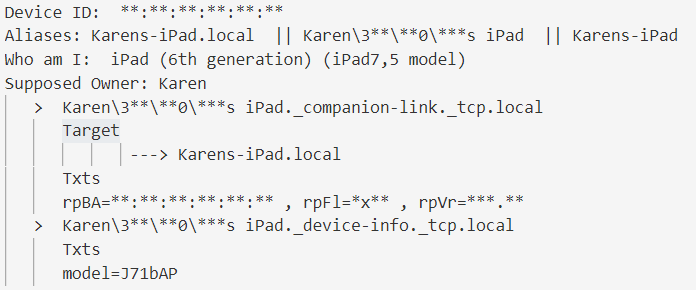 Device ID:  **:**:**:**:**:**
Aliases: Karens-iPad.local  || Karen\3**\**0\***s iPad  || Karens-iPad
Who am I:  iPad (6th generation) (iPad7,5 model)
Supposed Owner: Karen
>  Karen\3**\**0\***s iPad._companion-link._tcp.local
Target
---> Karens-iPad.local
Txts
rpBA=**:**:**:**:**:** , rpFl=*x** , rpVr=***.**
>  Karen\3**\**0\***s iPad._device-info._tcp.local
Txts
model=J71bAP